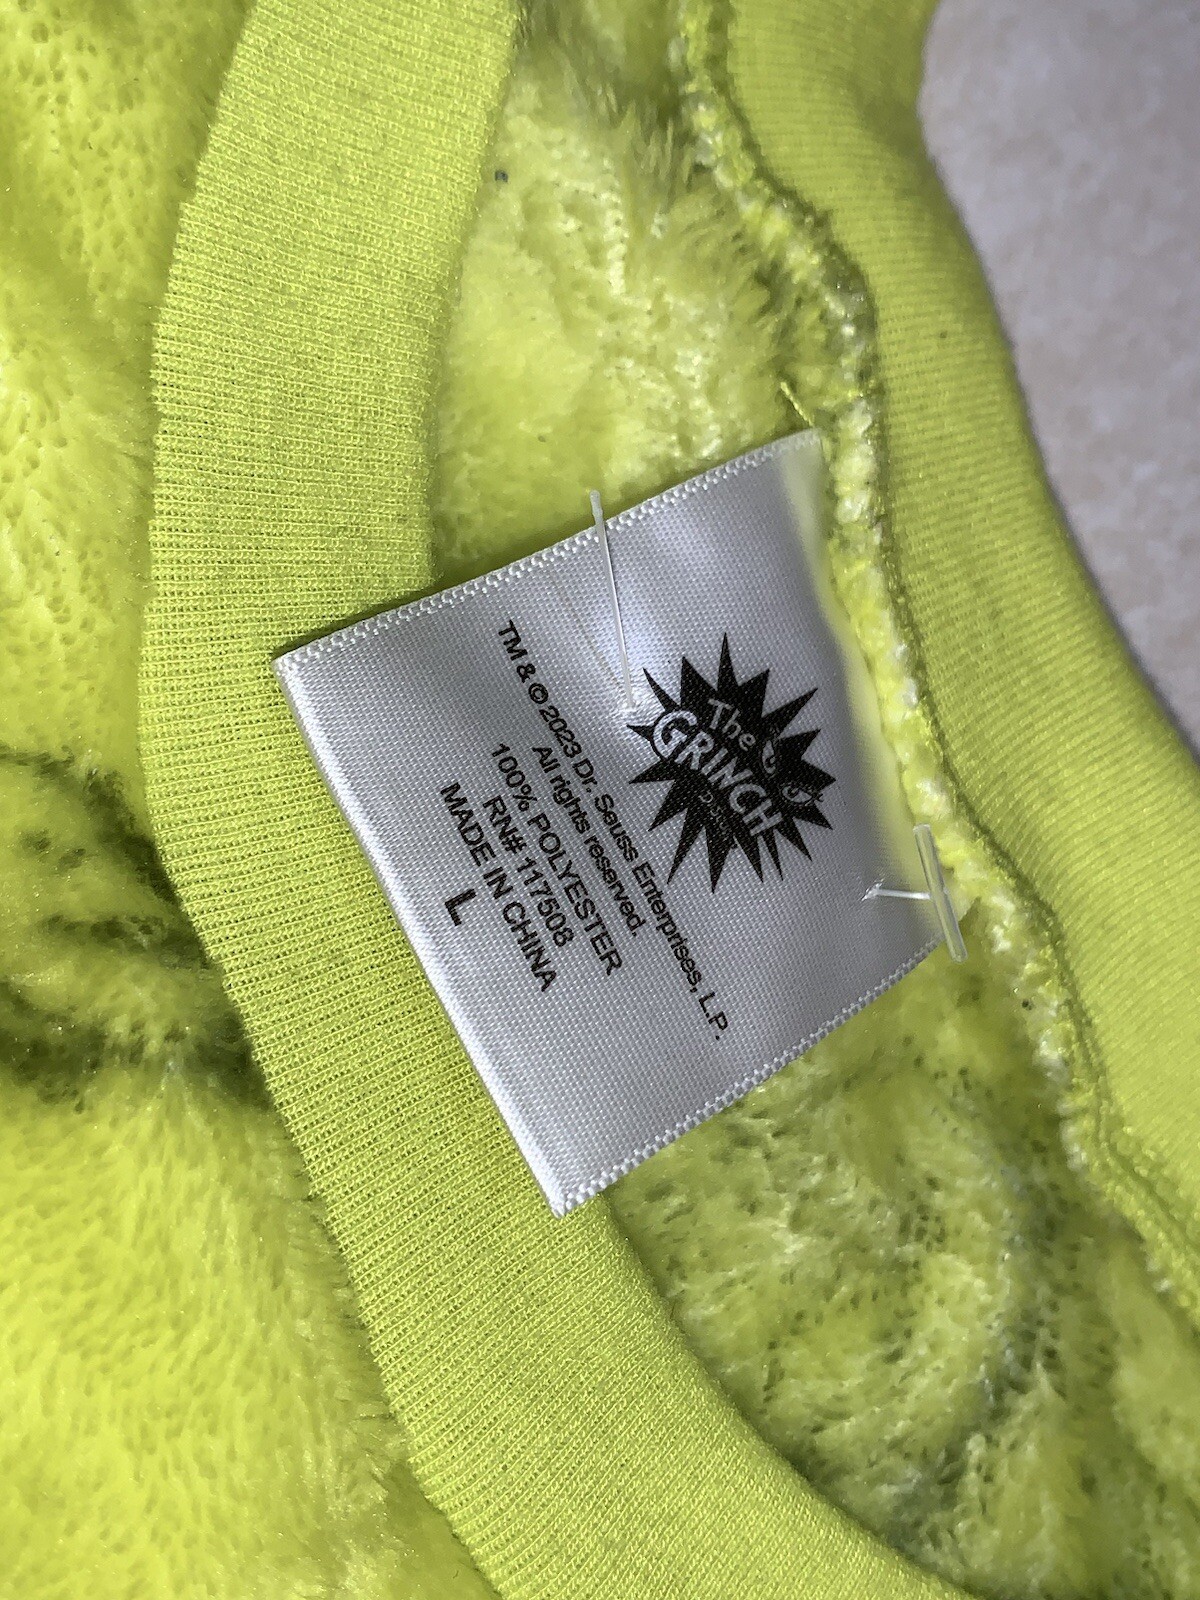 The
GRINCH
TM & © 2023 Dr. Seuss Enterprises, L.P.
All rights reserved.
100% POLYESTER
RN# 117508
MADE IN CHINA
L